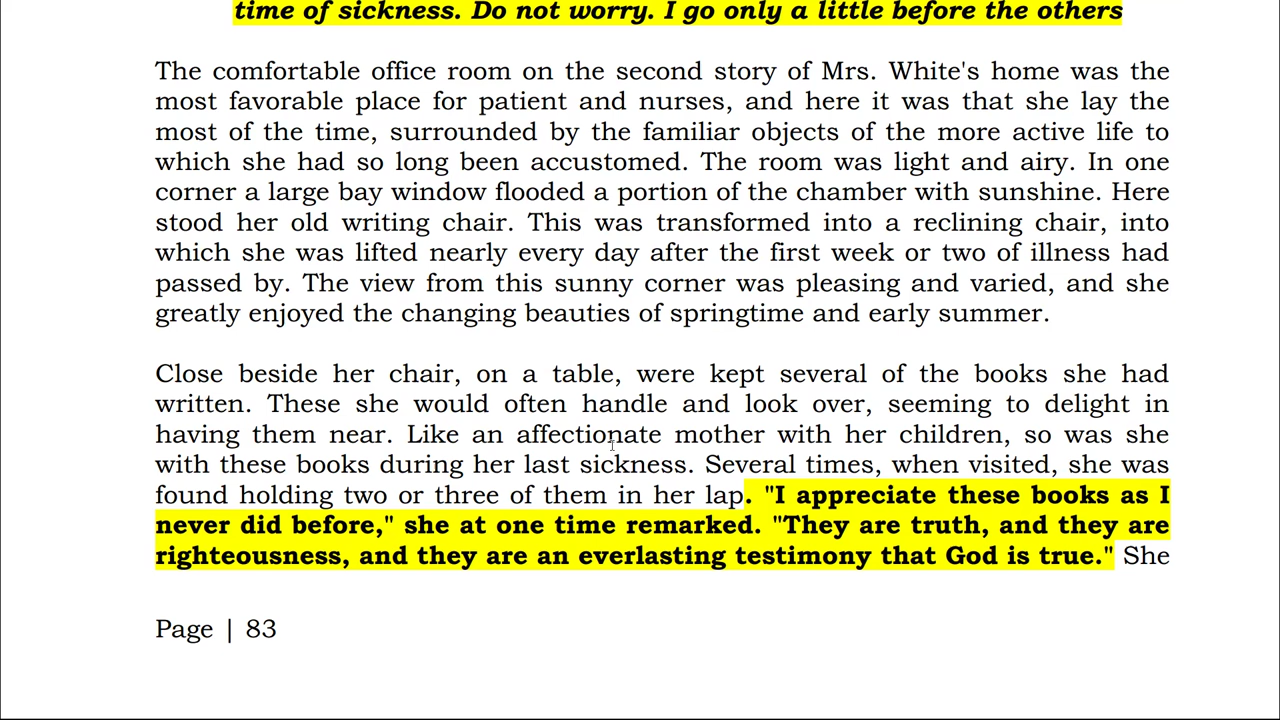 time of sickness. Do not worry. I go only a little before the others
The comfortable office room on the second story of Mrs. White's home was the
most favorable place for patient and nurses, and here it was that she lay the
most of the time, surrounded by the familiar objects of the more active life to
which she had so long been accustomed. The room was light and airy. In one
corner a large bay window flooded a portion of the chamber with sunshine. Here
stood her old writing chair. This was transformed into a reclining chair, into
which she was lifted nearly every day after the first week or two of illness had
passed by. The view from this sunny corner was pleasing and varied, and she
greatly enjoyed the changing beauties of springtime and early summer.
Close beside her chair, on a table, were kept several of the books she had
written. These she would often handle and look over, seeming to delight in
having them near. Like an affectionate mother with her children, so was she
with these books during her last sickness. Several times, when visited, she was
found holding two or three of them in her lap. "I appreciate these books as I
never did before," she at one time remarked. "They are truth, and they are
righteousness, and they are an everlasting testimony that God is true." She
Page | 83